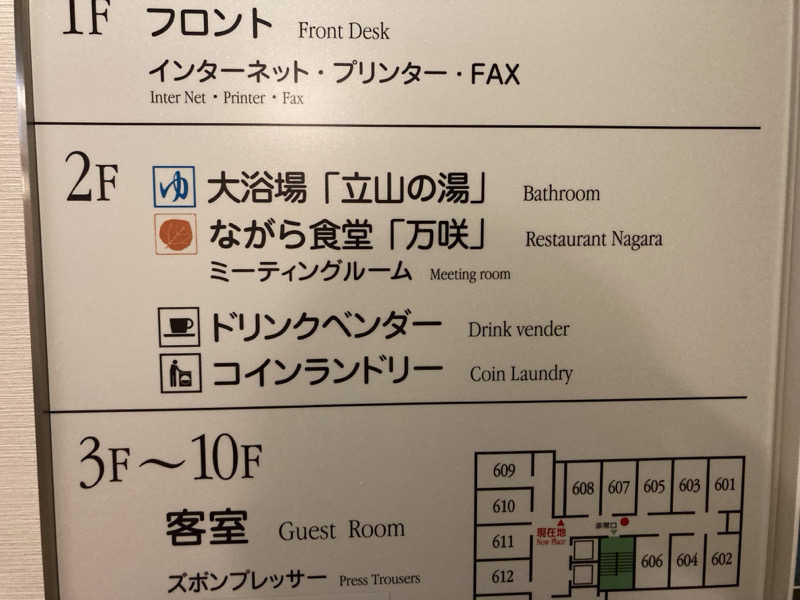 1F フロント Front Desk
インターネット・プリンター・FAX
Inter Net・Printer・Fax
2F ゆ 大浴場「立山の湯」 Bathroom
ながら食堂「万咲」 Restaurant Nagara
ミーティングルーム Meeting room
ドリンクベンダー Drink vender
コインランドリー Coin Laundry
3F～10F
客室 Guest Room
ズボンプレッサー Press Trousers
609
608 607 605 603 601
610
611
現在地
Now Place
非常口
612
606 604 602